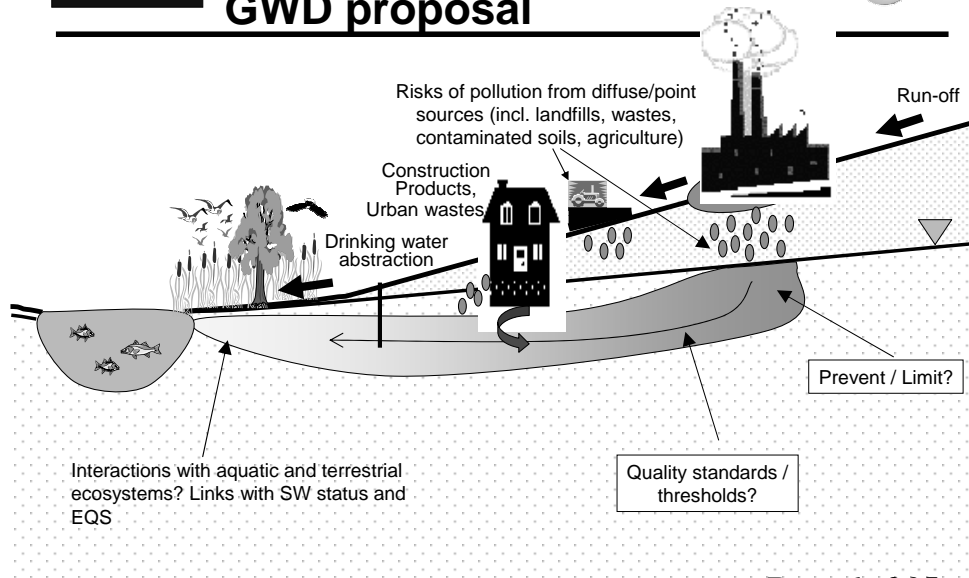 GWD proposal
Risks of pollution from diffuse/point
sources (incl. landfills, wastes,
contaminated soils, agriculture)
Run-off
Construction
Products,
Urban wastes
Drinking water
abstraction
Prevent / Limit?
Interactions with aquatic and terrestrial
ecosystems? Links with SW status and
EQS
Quality standards /
thresholds?